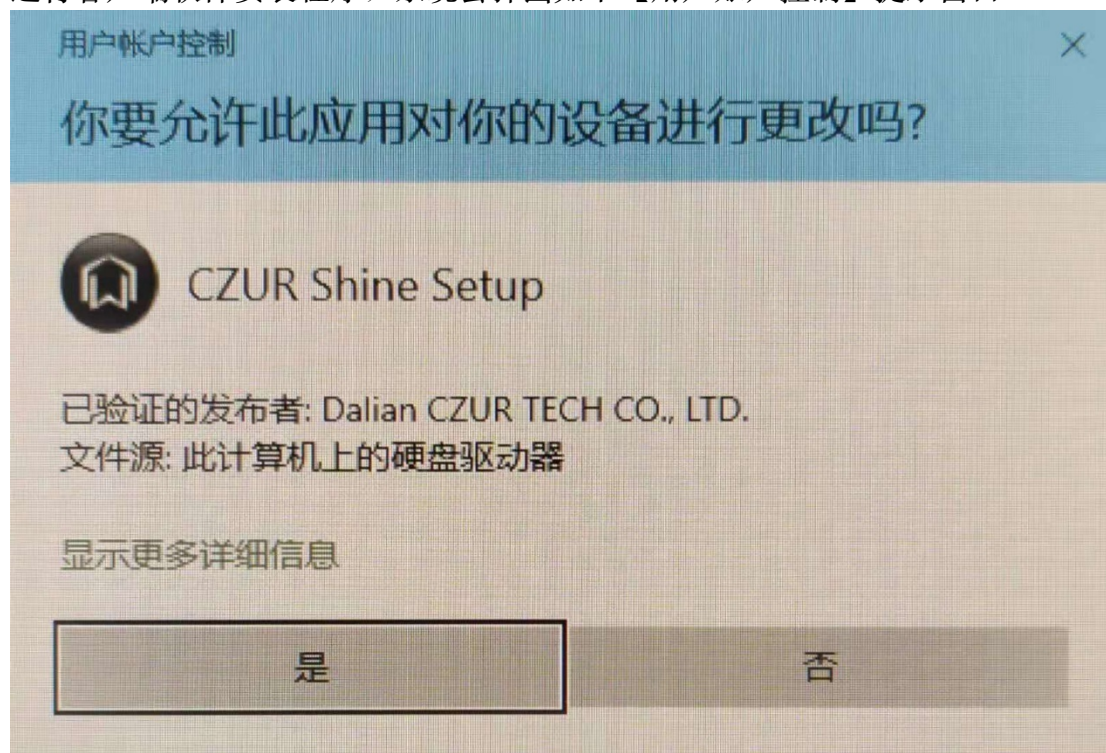 用户帐户控制
你要允许此应用对你的设备进行更改吗?
CZUR Shine Setup
已验证的发布者: Dalian CZUR TECH CO., LTD.
文件源: 此计算机上的硬盘驱动器
显示更多详细信息
是
否